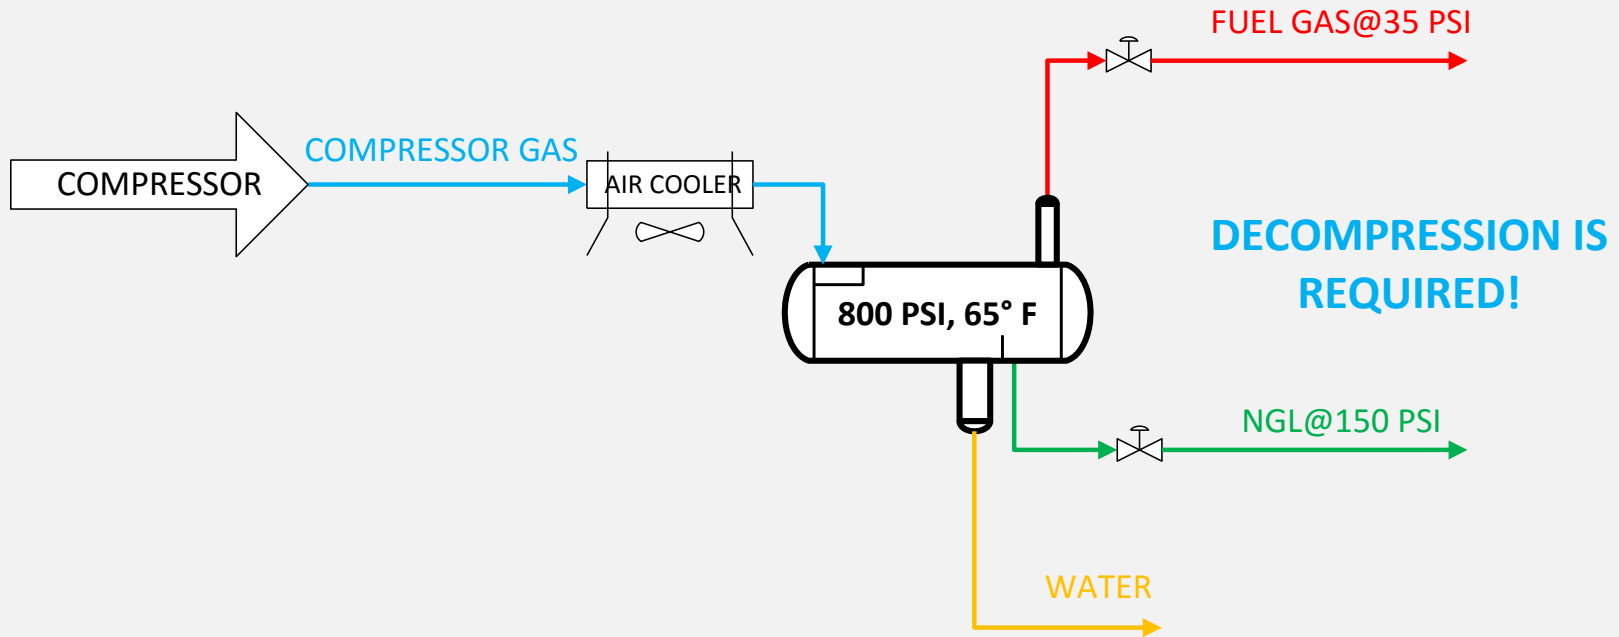 FUEL GAS@35 PSI
COMPRESSOR GAS
COMPRESSOR
AIR COOLER
DECOMPRESSION IS
REQUIRED!
800 PSI, 65° F
NGL@150 PSI
WATER